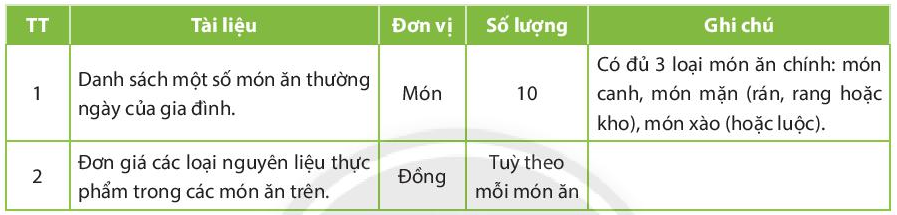 TT Tài liệu Đơn vị Số lượng Ghi chú
1 Danh sách một số món ăn thường ngày của gia đình. Món 10 Có đủ 3 loại món ăn chính: món canh, món mặn (rán, rang hoặc kho), món xào (hoặc luộc).
2 Đơn giá các loại nguyên liệu thực phẩm trong các món ăn trên. Đồng Tuỳ theo mỗi món ăn